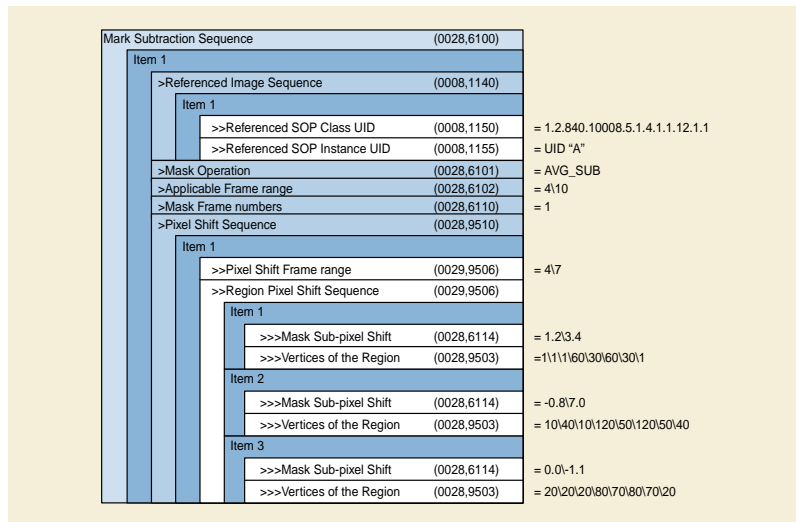 Mark Subtraction Sequence (0028,6100)
Item 1
>Referenced Image Sequence (0008,1140)
Item 1
>>Referenced SOP Class UID (0008,1150) = 1.2.840.10008.5.1.4.1.1.12.1.1
>>Referenced SOP Instance UID (0008,1155) = UID “A”
>Mask Operation (0028,6101) = AVG_SUB
>Applicable Frame range (0028,6102) = 4\10
>Mask Frame numbers (0028,6110) = 1
>Pixel Shift Sequence (0028,9510)
Item 1
>>Pixel Shift Frame range (0029,9506) = 4\7
>>Region Pixel Shift Sequence (0029,9506)
Item 1
>>>Mask Sub-pixel Shift (0028,6114) = 1.2\3.4
>>>Vertices of the Region (0028,9503) =1\1\1\60\30\60\30\1
Item 2
>>>Mask Sub-pixel Shift (0028,6114) = -0.8\7.0
>>>Vertices of the Region (0028,9503) = 10\40\10\120\50\120\50\40
Item 3
>>>Mask Sub-pixel Shift (0028,6114) = 0.0\-1.1
>>>Vertices of the Region (0028,9503) = 20\20\20\80\70\80\70\20